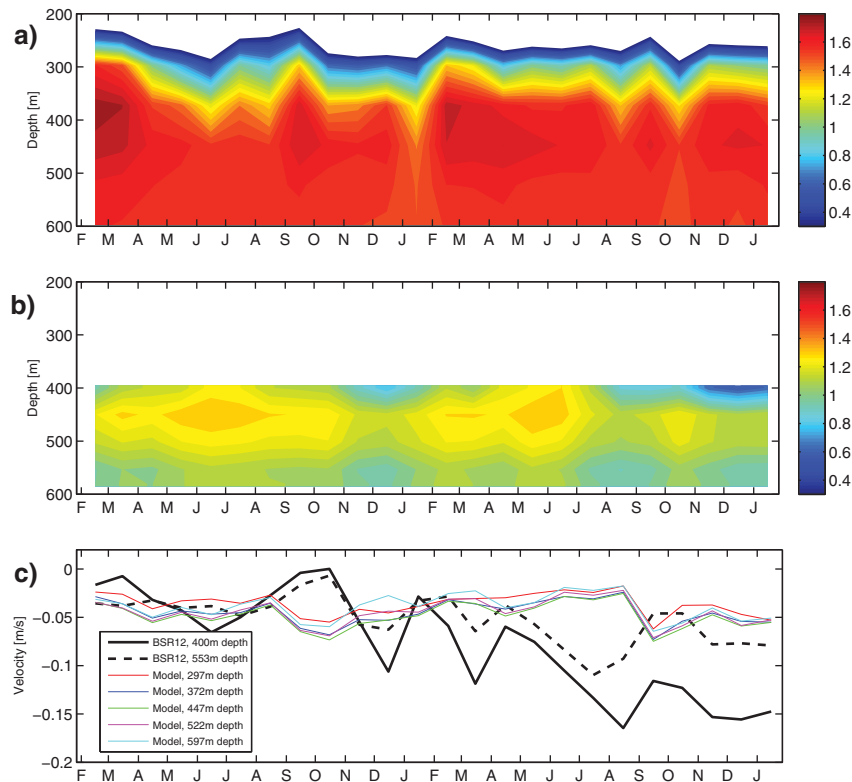 a)
200
300
400
500
600
Depth [m]
F M A M J J A S O N D J F M A M J J A S O N D J
1.6
1.4
1.2
1
0.8
0.6
0.4
b)
200
300
400
500
600
Depth [m]
F M A M J J A S O N D J F M A M J J A S O N D J
1.6
1.4
1.2
1
0.8
0.6
0.4
c)
0
−0.05
−0.1
−0.15
−0.2
Velocity [m/s]
BSR12, 400m depth
BSR12, 553m depth
Model, 297m depth
Model, 372m depth
Model, 447m depth
Model, 522m depth
Model, 597m depth
F M A M J J A S O N D J F M A M J J A S O N D J